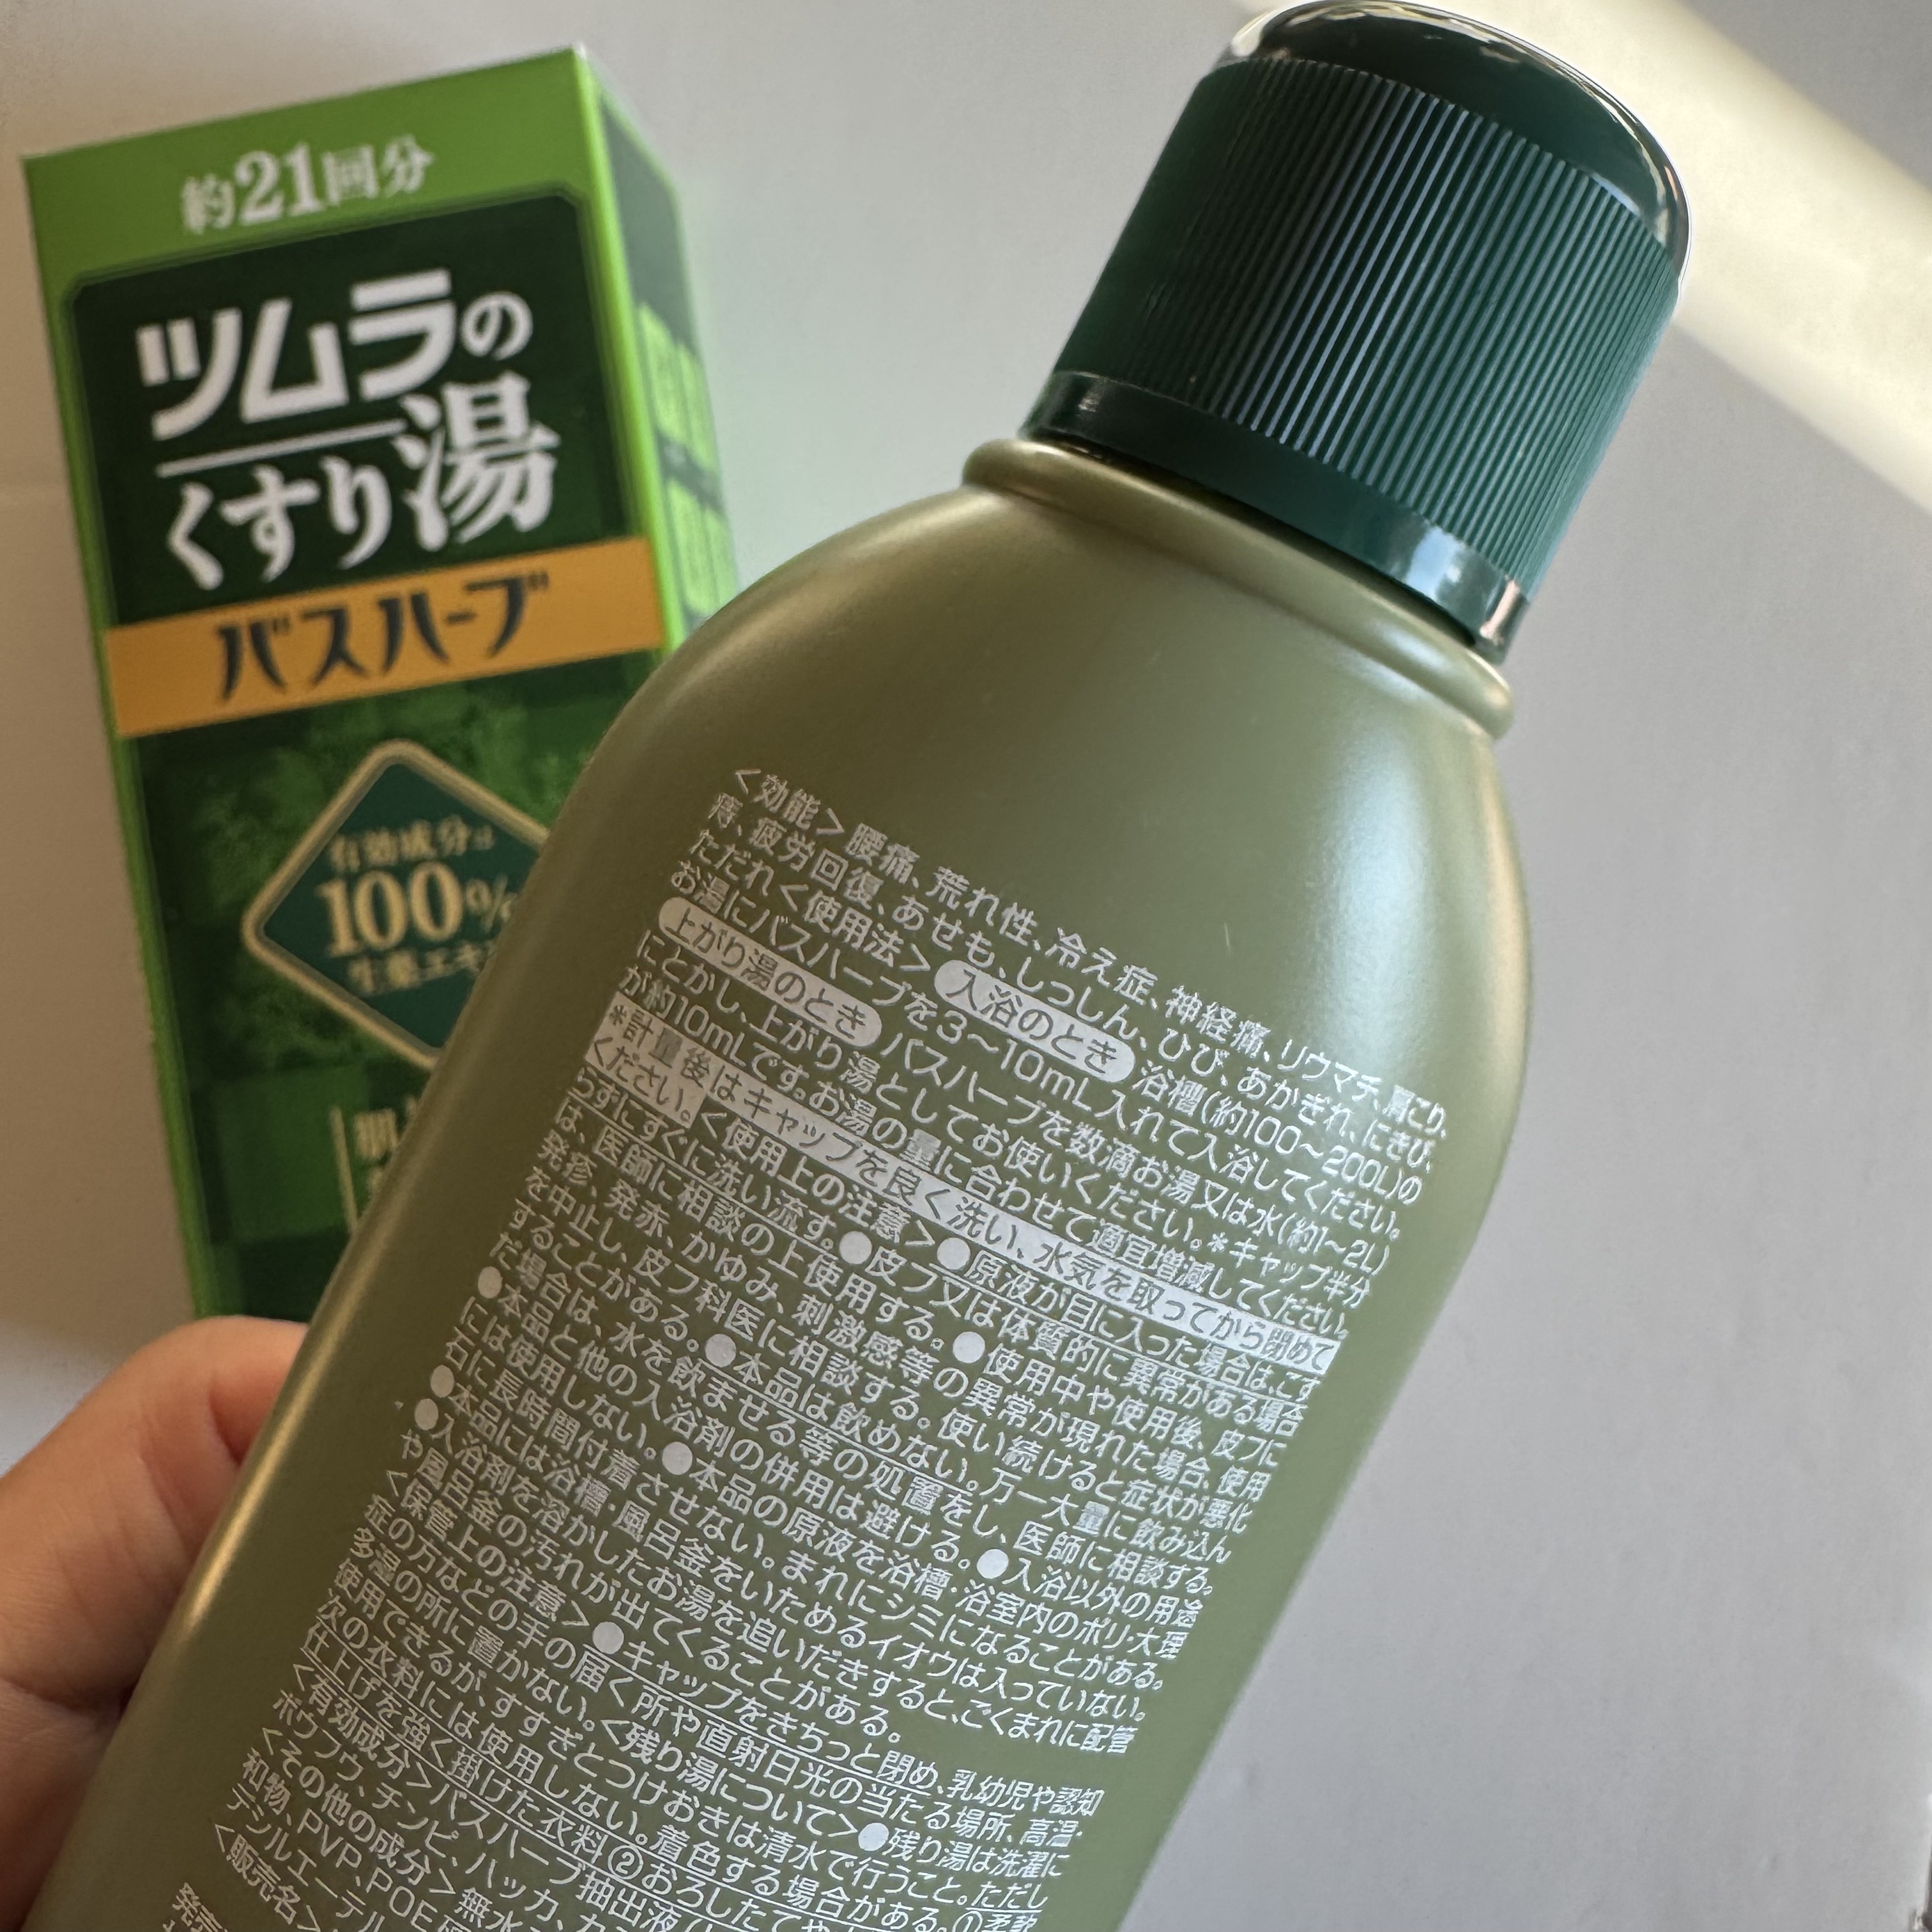 約21回分
ツムラの
くすり湯
バスハーブ
有効成分は
100%
生薬エキ
<効能>腰痛、荒れ性、冷え症、神経痛、リウマチ、肩こり、
痔、疲労回復、あせも、しっしん、ひび、あかぎれ、にきび、
ただれ<使用法> 入浴のとき 浴槽(約100〜200L)の
お湯にバスハーブを3〜10mL入れて入浴してください。
上がり湯のとき バスハーブを数滴お湯又は水(約1〜2L)
にとかし、上がり湯としてお使いください。*キャップ半分
が約10mLです。お湯の量に合わせて適宜増減してください。
*計量後はキャップを良く洗い、水気を取ってから閉めて
ください。<使用上の注意>●原液が目に入った場合は、こす
らずにすぐに洗い流す。●皮フ又は体質的に異常がある場合
は、医師に相談の上使用する。●使用中や使用後、皮フに
発疹、発赤、かゆみ、刺激感等の異常が現れた場合、使用
を中止し、皮フ科医に相談する。使い続けると症状が悪化
することがある。●本品は飲めない。万一大量に飲み込ん
だ場合は、水を飲ませる等の処置をし、医師に相談する。
●本品と他の入浴剤の併用は避ける。●入浴以外の用途
には使用しない。●本品の原液を浴槽・浴室内のポリ・大理
石に長時間付着させない。まれにシミになることがある。
●本品には浴槽・風呂釜をいためるイオウは入っていない。
●入浴剤を溶かしたお湯を追いだきすると、ごくまれに配管
や風呂釜の汚れが出てくることがある。
<保管上の注意>●キャップをきちっと閉め、乳幼児や認知
症の方などの手の届く所や直射日光の当たる場所、高温・
多湿の所に置かない。<残り湯について>●残り湯は洗濯に
使用できるが、すすぎとつけおきは清水で行うこと。ただし
次の衣料には使用しない。着色する場合がある。①柔軟
仕上げを強く掛けた衣料②おろしたてや
<有効成分>バスハーブ抽出液
ボウフウ、チンピ、ハッカ、カ
<その他の成分>無水
和物、PVP、POE
デシルエーテル
<販売名>
発売